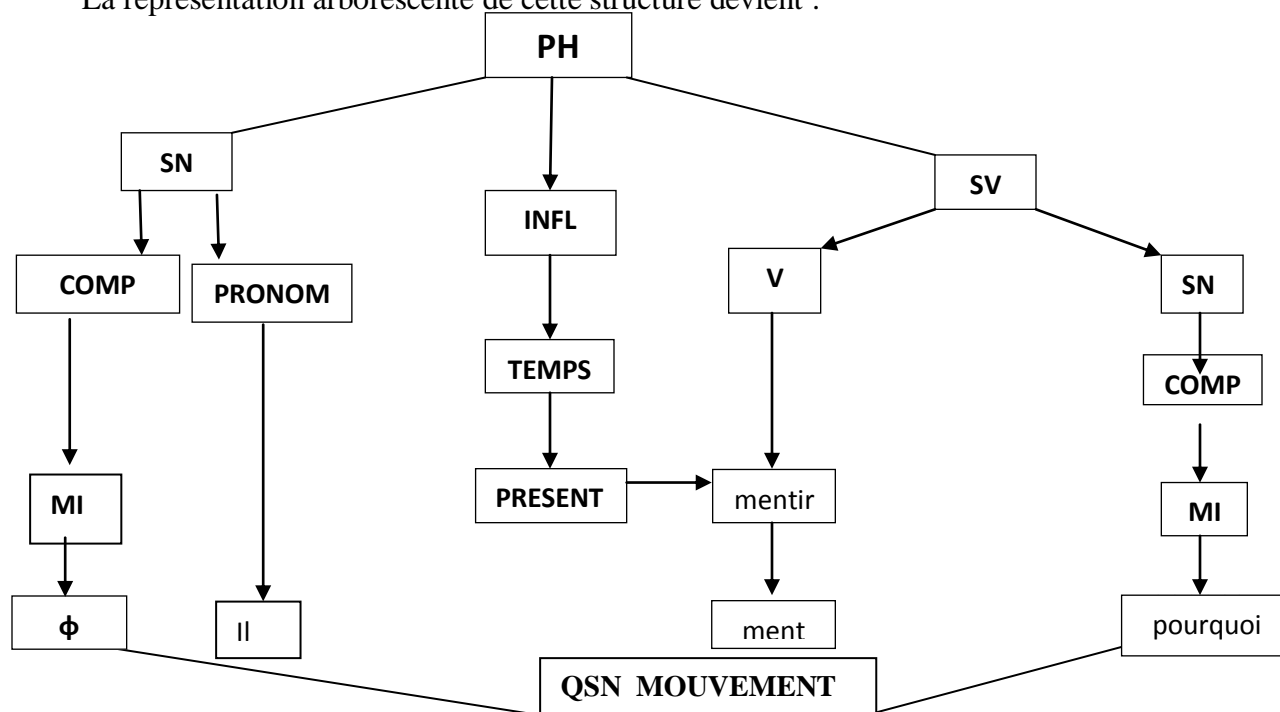 La représentation arborescente de cette structure devient :
PH
SN
SV
INFL
V
SN
COMP
PRONOM
TEMPS
COMP
MI
PRESENT
mentir
MI
ϕ
Il
ment
pourquoi
QSN MOUVEMENT